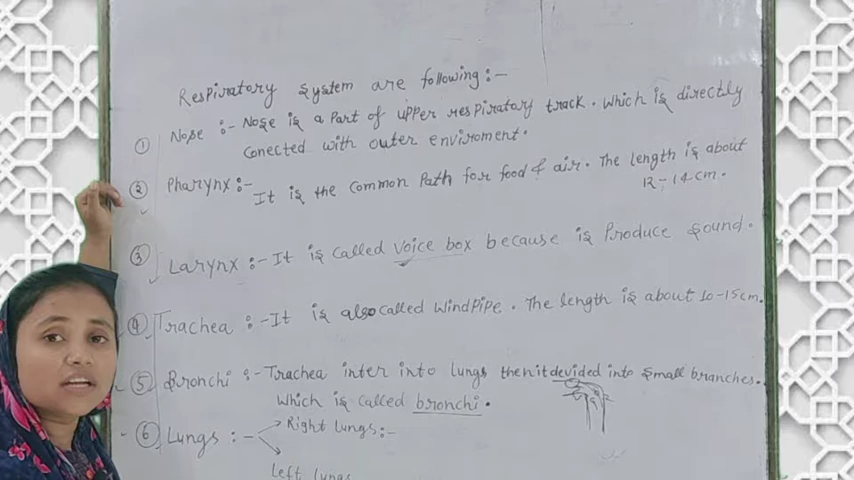 Respiratory system are following :-
① Nose :- Nose is a Part of upper respiratory track. Which is directly
conected with outer enviroment.
② Pharynx :- It is the common Path for food & air. The length is about
12-14 cm.
③ Larynx :- It is called voice box because is Produce sound.
④ Trachea :- It is also called WindPipe. The length is about 10-15cm.
⑤ Bronchi :- Trachea inter into lungs then it devided into small branches.
Which is called bronchi.
⑥ Lungs :- → Right lungs :-
→ Left lungs